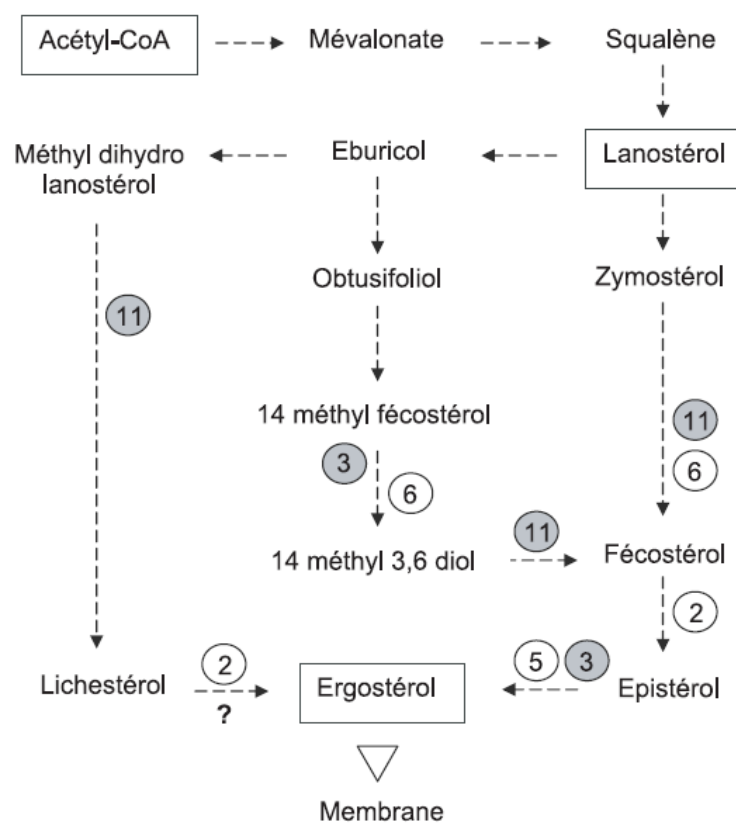 Acétyl-CoA
Mévalonate
Squalène
Méthyl dihydro
lanostérol
Eburicol
Lanostérol
Obtusifoliol
Zymostérol
11
14 méthyl fécostérol
11
3
6
6
14 méthyl 3,6 diol
11
Fécostérol
2
Lichestérol
2
?
Ergostérol
5
3
Epistérol
Membrane